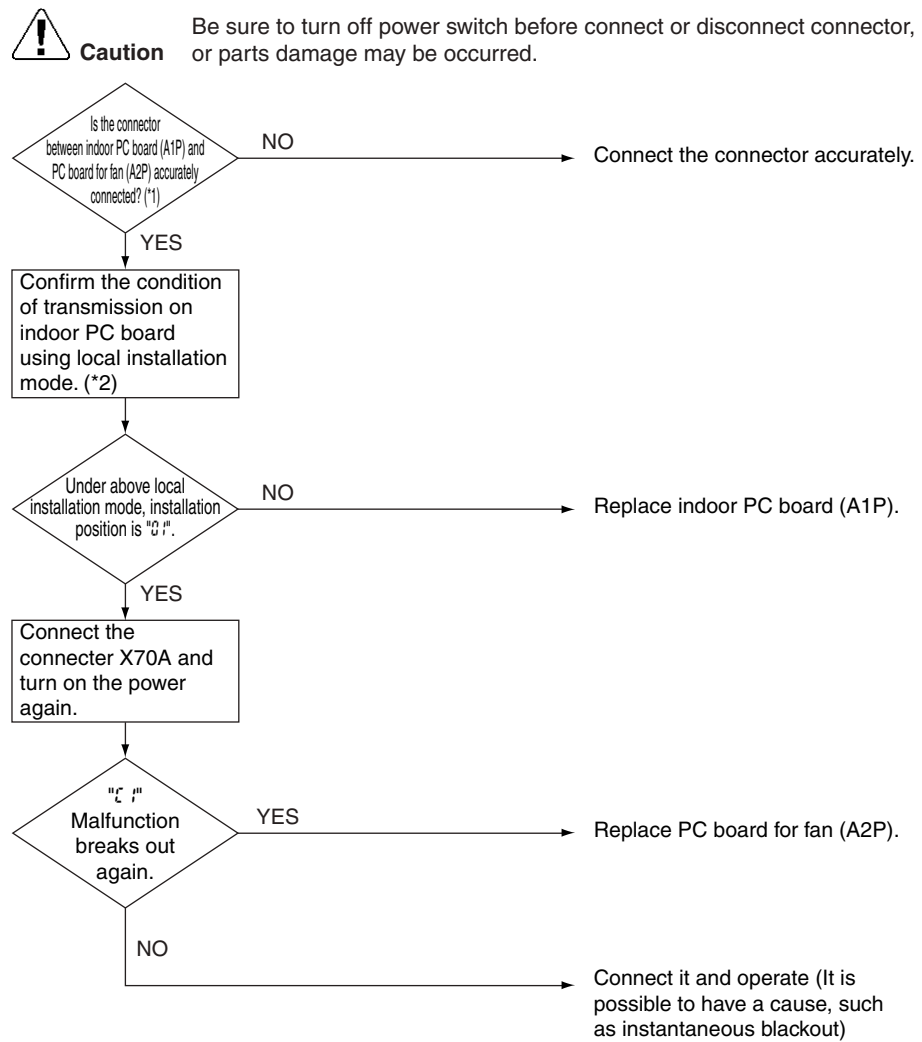 Caution
Be sure to turn off power switch before connect or disconnect connector,
or parts damage may be occurred.
Is the connector
between indoor PC board (A1P) and
PC board for fan (A2P) accurately
connected? (*1)
NO
Connect the connector accurately.
YES
Confirm the condition
of transmission on
indoor PC board
using local installation
mode. (*2)
Under above local
installation mode, installation
position is "01".
NO
Replace indoor PC board (A1P).
YES
Connect the
connecter X70A and
turn on the power
again.
"C1"
Malfunction
breaks out
again.
YES
Replace PC board for fan (A2P).
NO
Connect it and operate (It is
possible to have a cause, such
as instantaneous blackout)